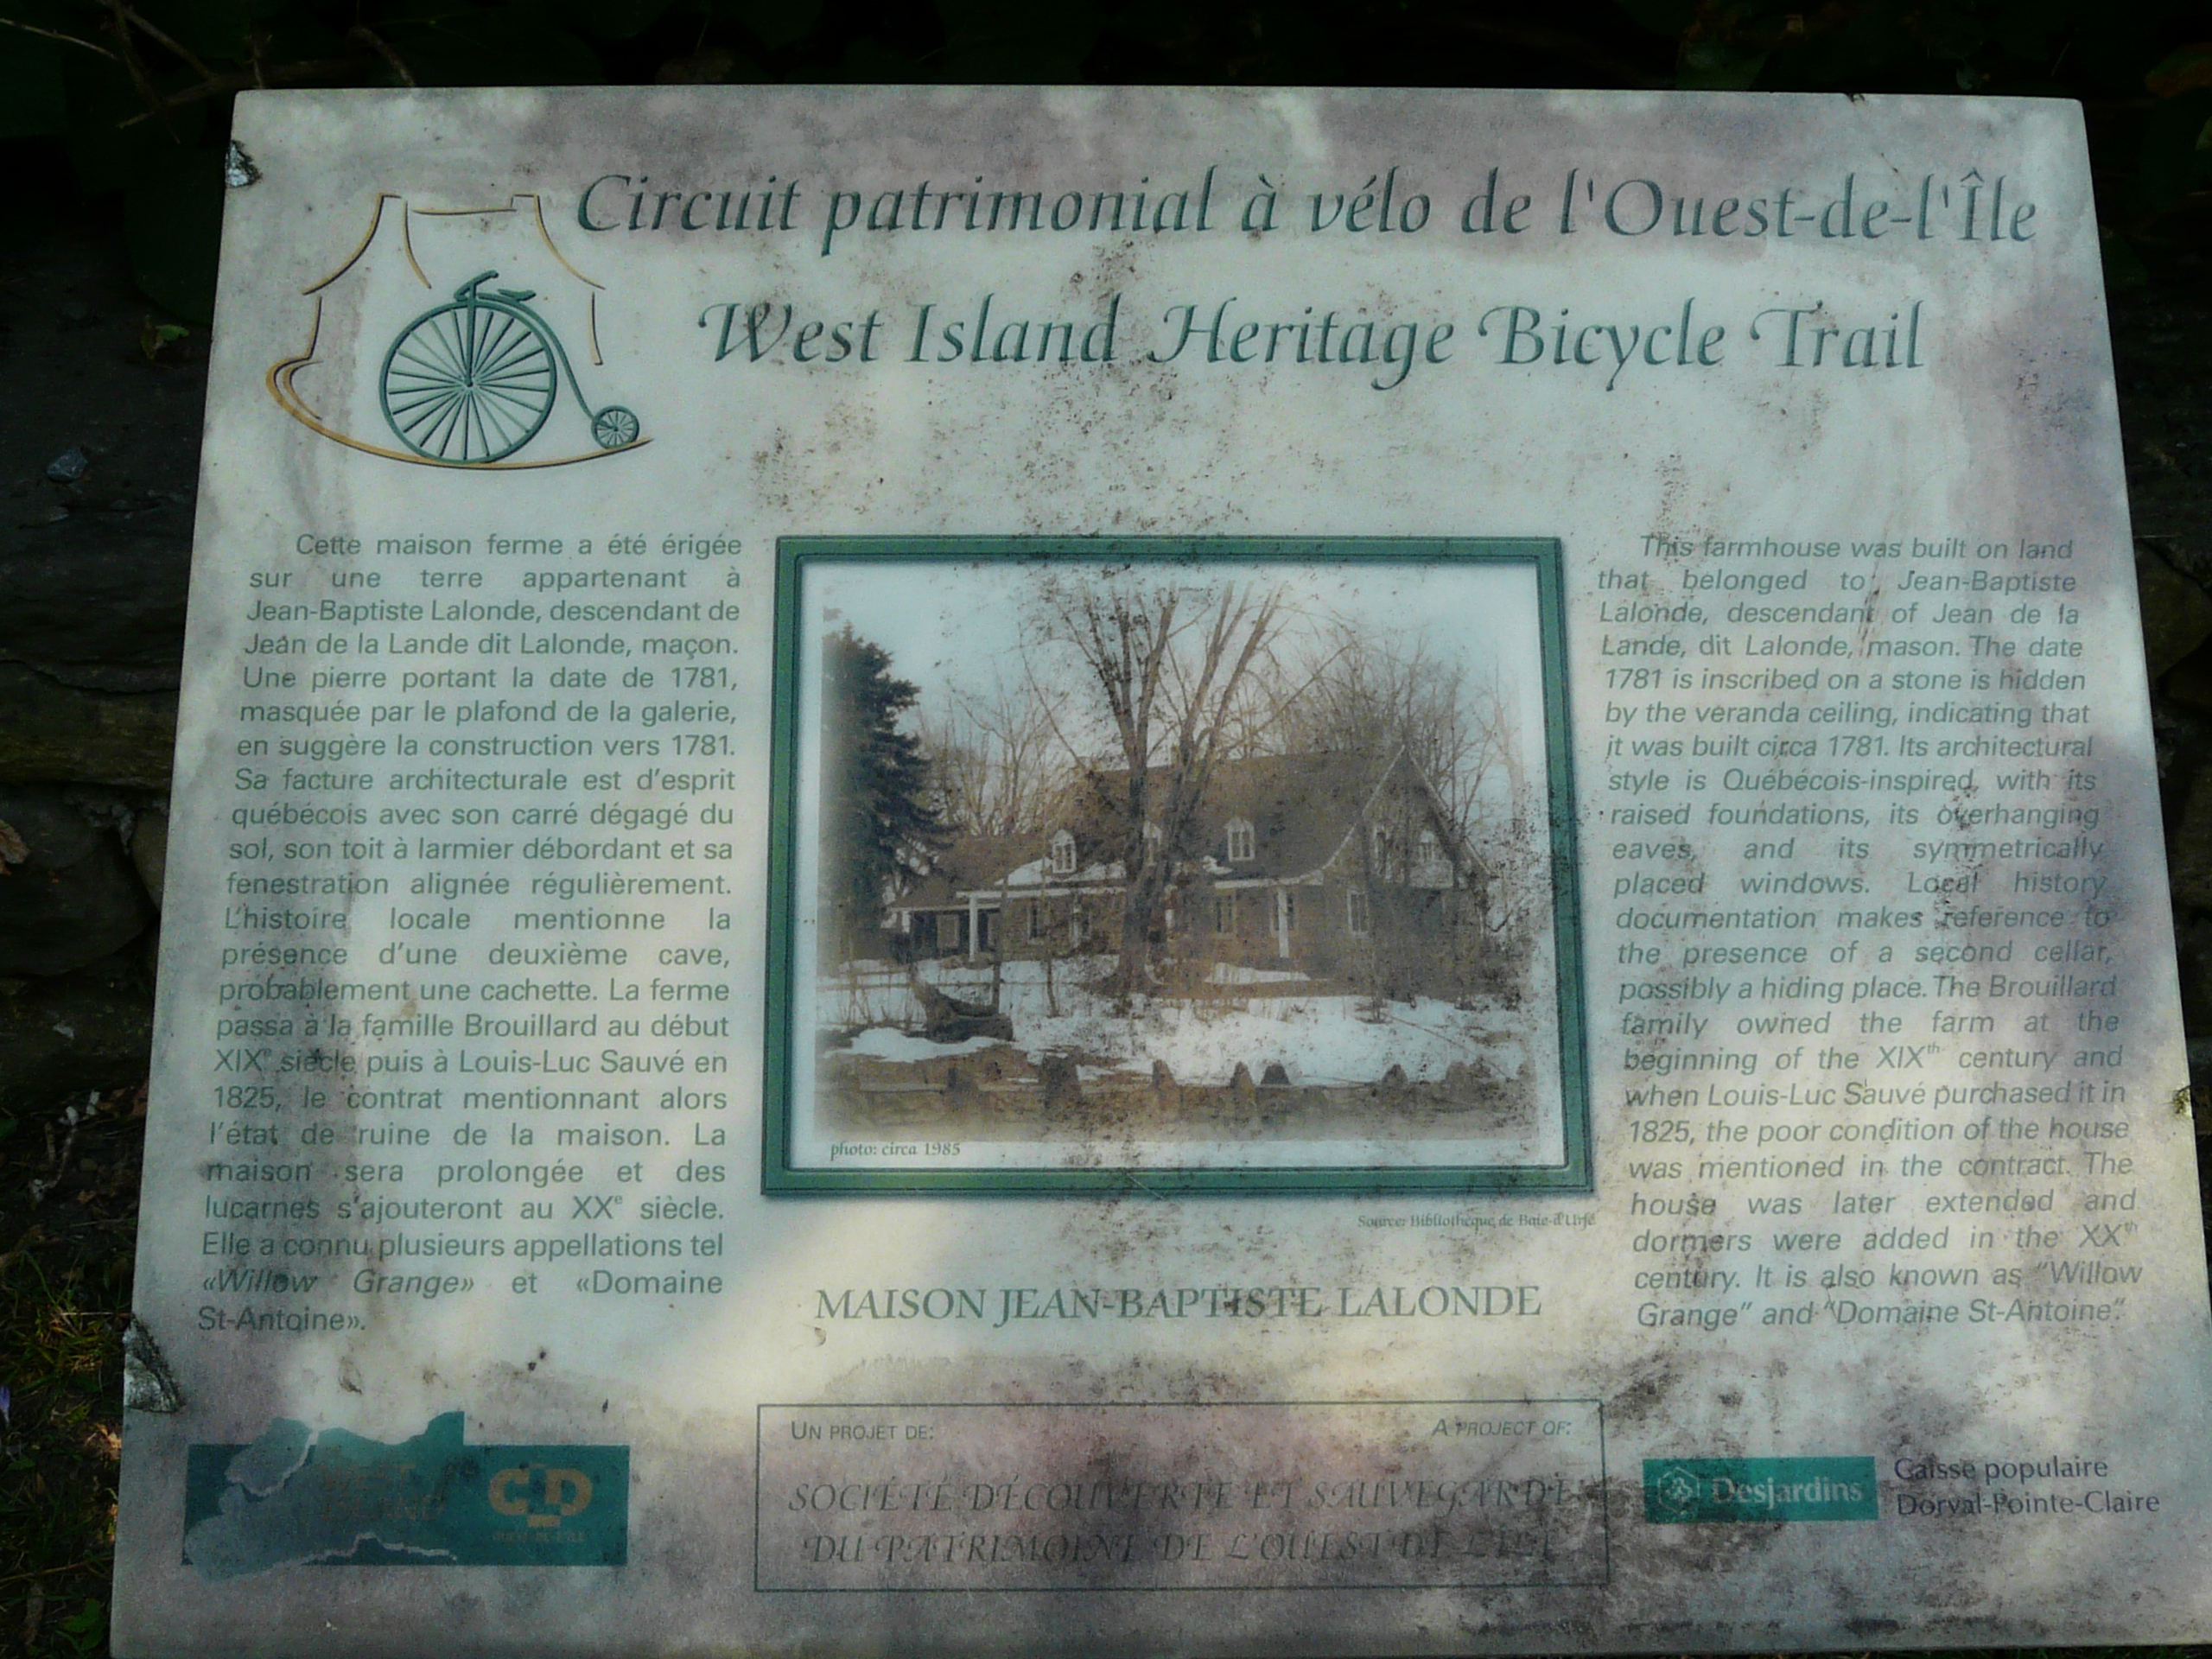 Circuit patrimonial à vélo de l'Ouest-de-l'Île
West Island Heritage Bicycle Trail
Cette maison ferme a été érigée
sur une terre appartenant à
Jean-Baptiste Lalonde, descendant de
Jean de la Lande dit Lalonde, maçon.
Une pierre portant la date de 1781,
masquée par le plafond de la galerie,
en suggère la construction vers 1781.
Sa facture architecturale est d'esprit
québécois avec son carré dégagé du
sol, son toit à larmier débordant et sa
fenestration alignée régulièrement.
L'histoire locale mentionne la
présence d'une deuxième cave,
probablement une cachette. La ferme
passa à la famille Brouillard au début
XIXe siècle puis à Louis-Luc Sauvé en
1825, le contrat mentionnant alors
l'état de ruine de la maison. La
maison sera prolongée et des
lucarnes s'ajouteront au XXe siècle.
Elle a connu plusieurs appellations tel
«Willow Grange» et «Domaine
St-Antoine».
photo: circa 1985
Source: Bibliothèque de Baie-d'Urfé
MAISON JEAN-BAPTISTE LALONDE
This farmhouse was built on land
that belonged to Jean-Baptiste
Lalonde, descendant of Jean de la
Lande, dit Lalonde, mason. The date
1781 is inscribed on a stone is hidden
by the veranda ceiling, indicating that
it was built circa 1781. Its architectural
style is Québécois-inspired, with its
raised foundations, its overhanging
eaves, and its symmetrically
placed windows. Local history
documentation makes reference to
the presence of a second cellar,
possibly a hiding place. The Brouillard
family owned the farm at the
beginning of the XIXth century and
when Louis-Luc Sauvé purchased it in
1825, the poor condition of the house
was mentioned in the contract. The
house was later extended and
dormers were added in the XXth
century. It is also known as "Willow
Grange" and "Domaine St-Antoine".
CLD
UN PROJET DE:
A PROJECT OF:
SOCIÉTÉ DÉCOUVERTE ET SAUVEGARDE
DU PATRIMOINE DE L'OUEST DE L'ILE
Desjardins
Caisse populaire
Dorval-Pointe-Claire